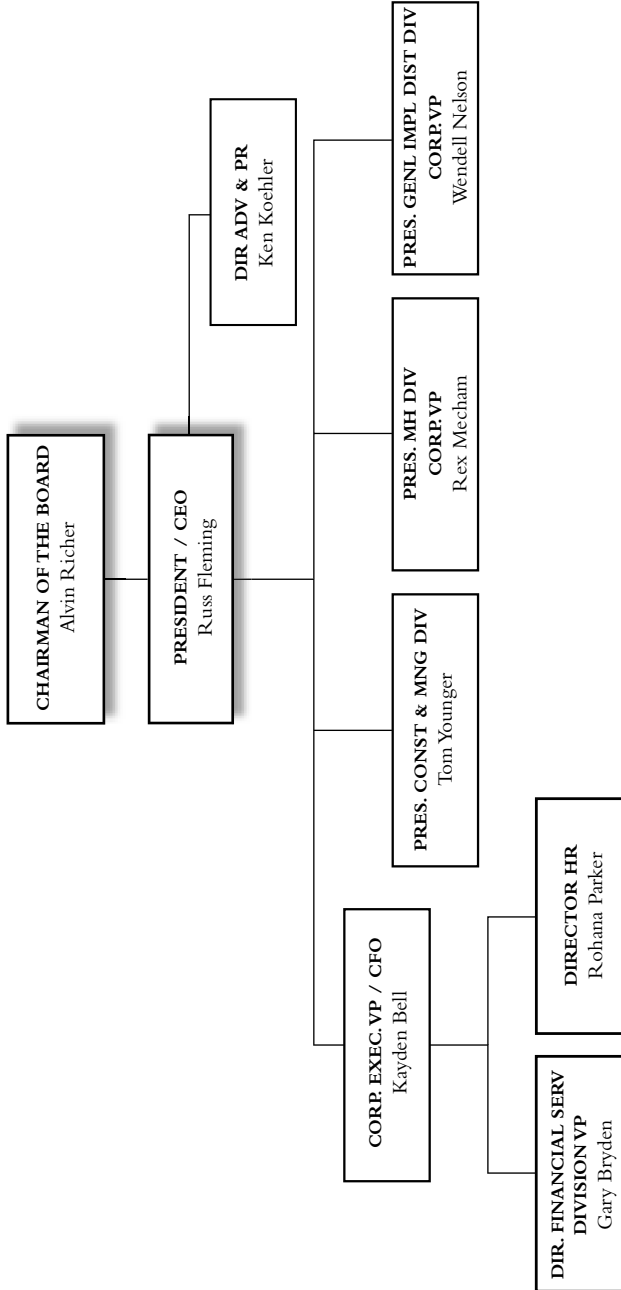 CHAIRMAN OF THE BOARD
Alvin Richer
PRESIDENT / CEO
Russ Fleming
DIR ADV & PR
Ken Koehler
CORP. EXEC. VP / CFO
Kayden Bell
PRES. CONST & MNG DIV
Tom Younger
PRES. MH DIV
CORP. VP
Rex Mecham
PRES. GENL IMPL DIST DIV
CORP. VP
Wendell Nelson
DIR. FINANCIAL SERV
DIVISION VP
Gary Bryden
DIRECTOR HR
Rohana Parker